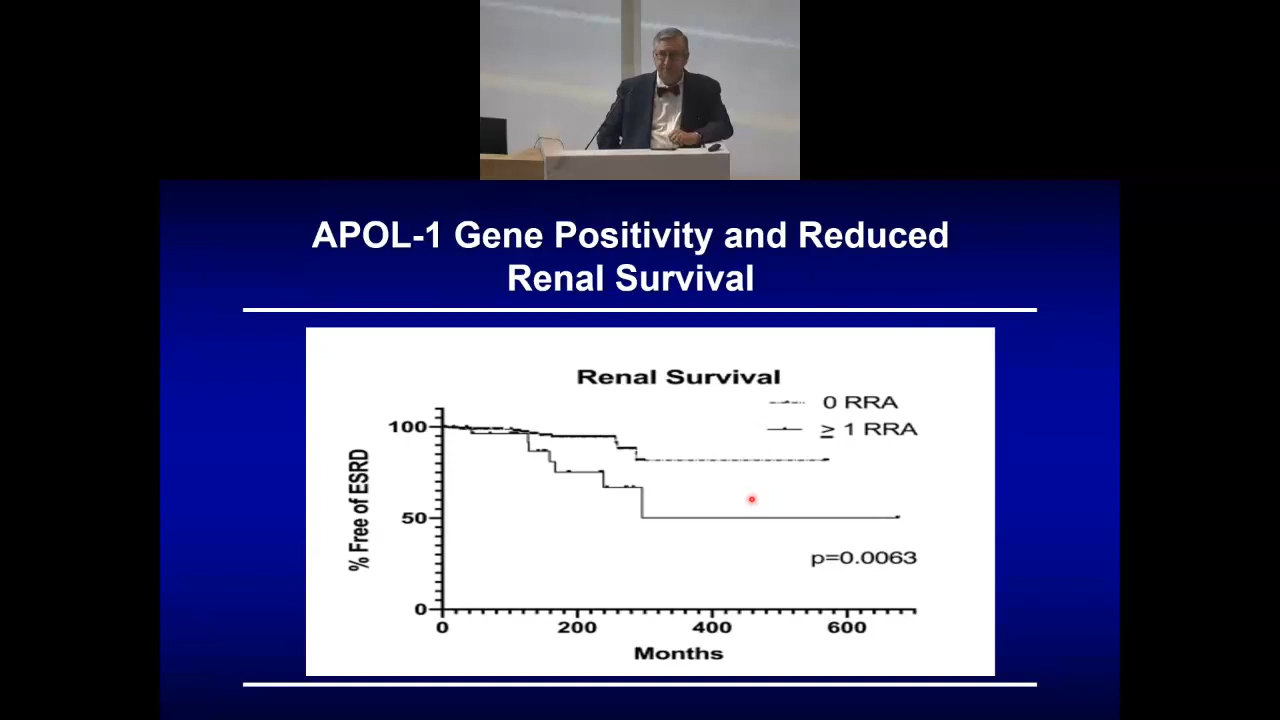 APOL-1 Gene Positivity and Reduced
Renal Survival
Renal Survival
0 RRA
≥ 1 RRA
100
50
0
% Free of ESRD
p=0.0063
0 200 400 600
Months